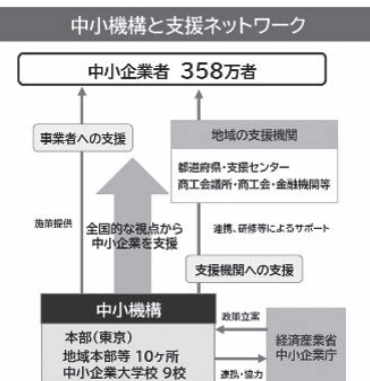 中小機構と支援ネットワーク
中小企業者 358万者
事業者への支援
地域の支援機関
都道府県・支援センター
商工会議所・商工会・金融機関等
施策提供
全国的な視点から
中小企業を支援
連携、研修等によるサポート
支援機関への支援
中小機構
本部(東京)
地域本部等 10ヶ所
中小企業大学校 9校
政策立案
経済産業省
中小企業庁
連携・協力